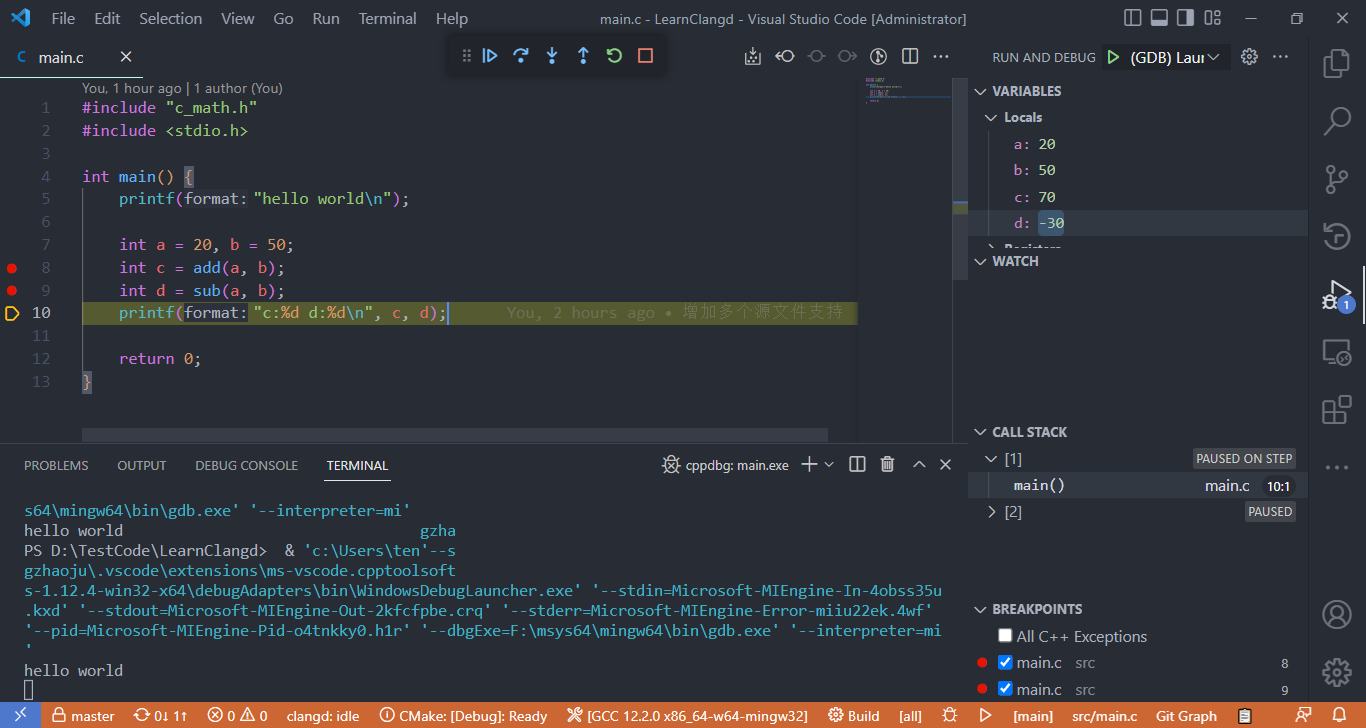 File Edit Selection View Go Run Terminal Help main.c - LearnClangd - Visual Studio Code [Administrator]
C main.c
RUN AND DEBUG (GDB) Laur
You, 1 hour ago | 1 author (You)
1 #include "c_math.h"
2 #include <stdio.h>
3
4 int main() {
5 printf(format: "hello world\n");
6
7 int a = 20, b = 50;
8 int c = add(a, b);
9 int d = sub(a, b);
10 printf(format: "c:%d d:%d\n", c, d); You, 2 hours ago • 增加多个源文件支持
11
12 return 0;
13 }
VARIABLES
Locals
a: 20
b: 50
c: 70
d: -30
Registers
WATCH
CALL STACK
[1] PAUSED ON STEP
main() main.c 10:1
[2] PAUSED
BREAKPOINTS
All C++ Exceptions
main.c src 8
main.c src 9
1
PROBLEMS OUTPUT DEBUG CONSOLE TERMINAL cppdbg: main.exe
s64\mingw64\bin\gdb.exe' '--interpreter=mi'
hello world gzha
PS D:\TestCode\LearnClangd> & 'c:\Users\ten'--s
gzhaoju\.vscode\extensions\ms-vscode.cpptoolsoft
s-1.12.4-win32-x64\debugAdapters\bin\WindowsDebugLauncher.exe' '--stdin=Microsoft-MIEngine-In-4obss35u
.kxd' '--stdout=Microsoft-MIEngine-Out-2kfcfpbe.crq' '--stderr=Microsoft-MIEngine-Error-miiu22ek.4wf'
'--pid=Microsoft-MIEngine-Pid-o4tnkky0.h1r' '--dbgExe=F:\msys64\mingw64\bin\gdb.exe' '--interpreter=mi
'
hello world
master 0↓ 1↑ 0 0 clangd: idle CMake: [Debug]: Ready [GCC 12.2.0 x86_64-w64-mingw32] Build [all] [main] src/main.c Git Graph